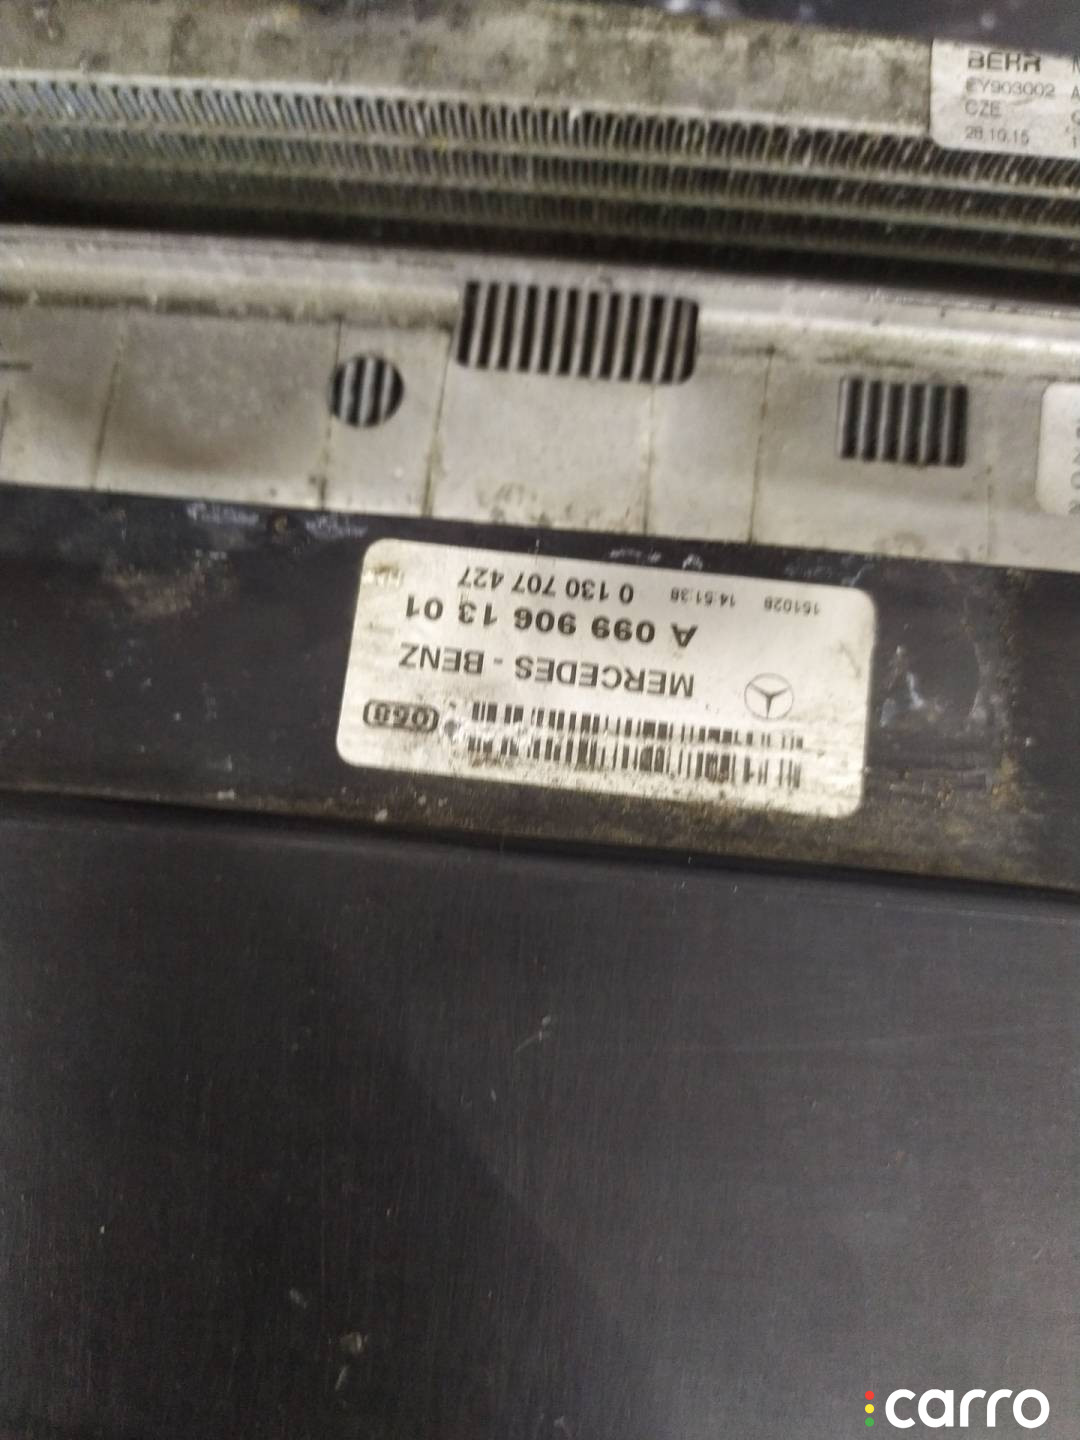 BEHR
EY903002
CZE
28.10.15
MERCEDES - BENZ
A 099 906 13 01
151028 14:51:38 0 130 707 427
carro